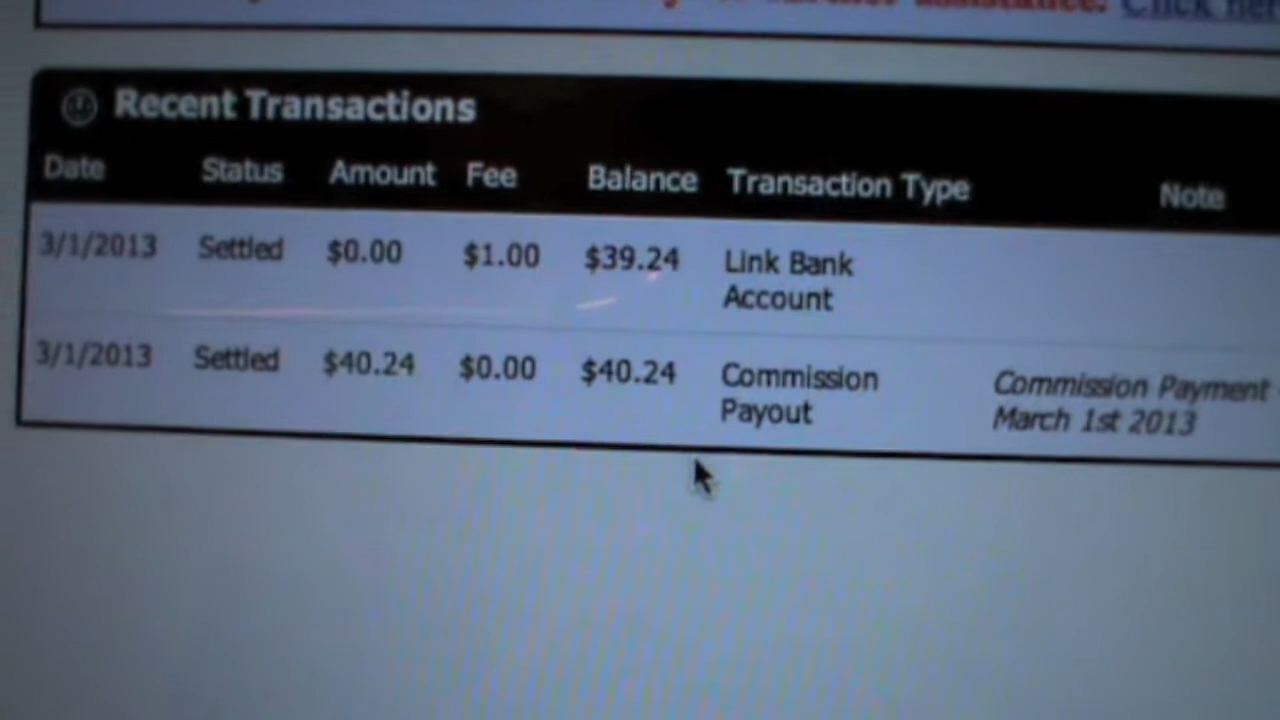 assistance. Click
Recent Transactions
Date Status Amount Fee Balance Transaction Type Note
3/1/2013 Settled $0.00 $1.00 $39.24 Link Bank
Account
3/1/2013 Settled $40.24 $0.00 $40.24 Commission Commission Payment
Payout March 1st 2013